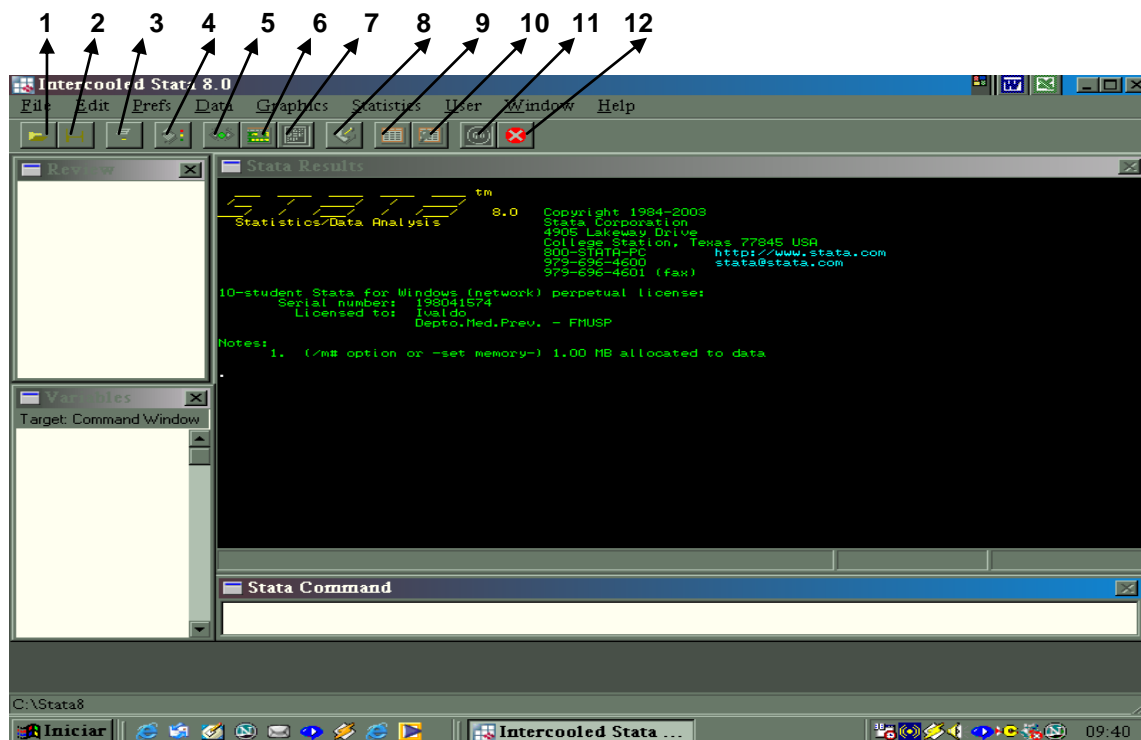 1 2 3 4 5 6 7 8 9 10 11 12
Intercooled Stata 8.0
File Edit Prefs Data Graphics Statistics User Window Help
Review
Stata Results
STATA tm
8.0 Copyright 1984-2003
Statistics/Data Analysis Stata Corporation
4905 Lakeway Drive
College Station, Texas 77845 USA
800-STATA-PC http://www.stata.com
979-696-4600 stata@stata.com
979-696-4601 (fax)
10-student Stata for Windows (network) perpetual license:
Serial number: 198041574
Licensed to: Ivaldo
Depto.Med.Prev. - FMUSP
Notes:
1. (/m# option or -set memory-) 1.00 MB allocated to data
.
Variables
Target: Command Window
Stata Command
C:\Stata8
Iniciar
Intercooled Stata ...
09:40